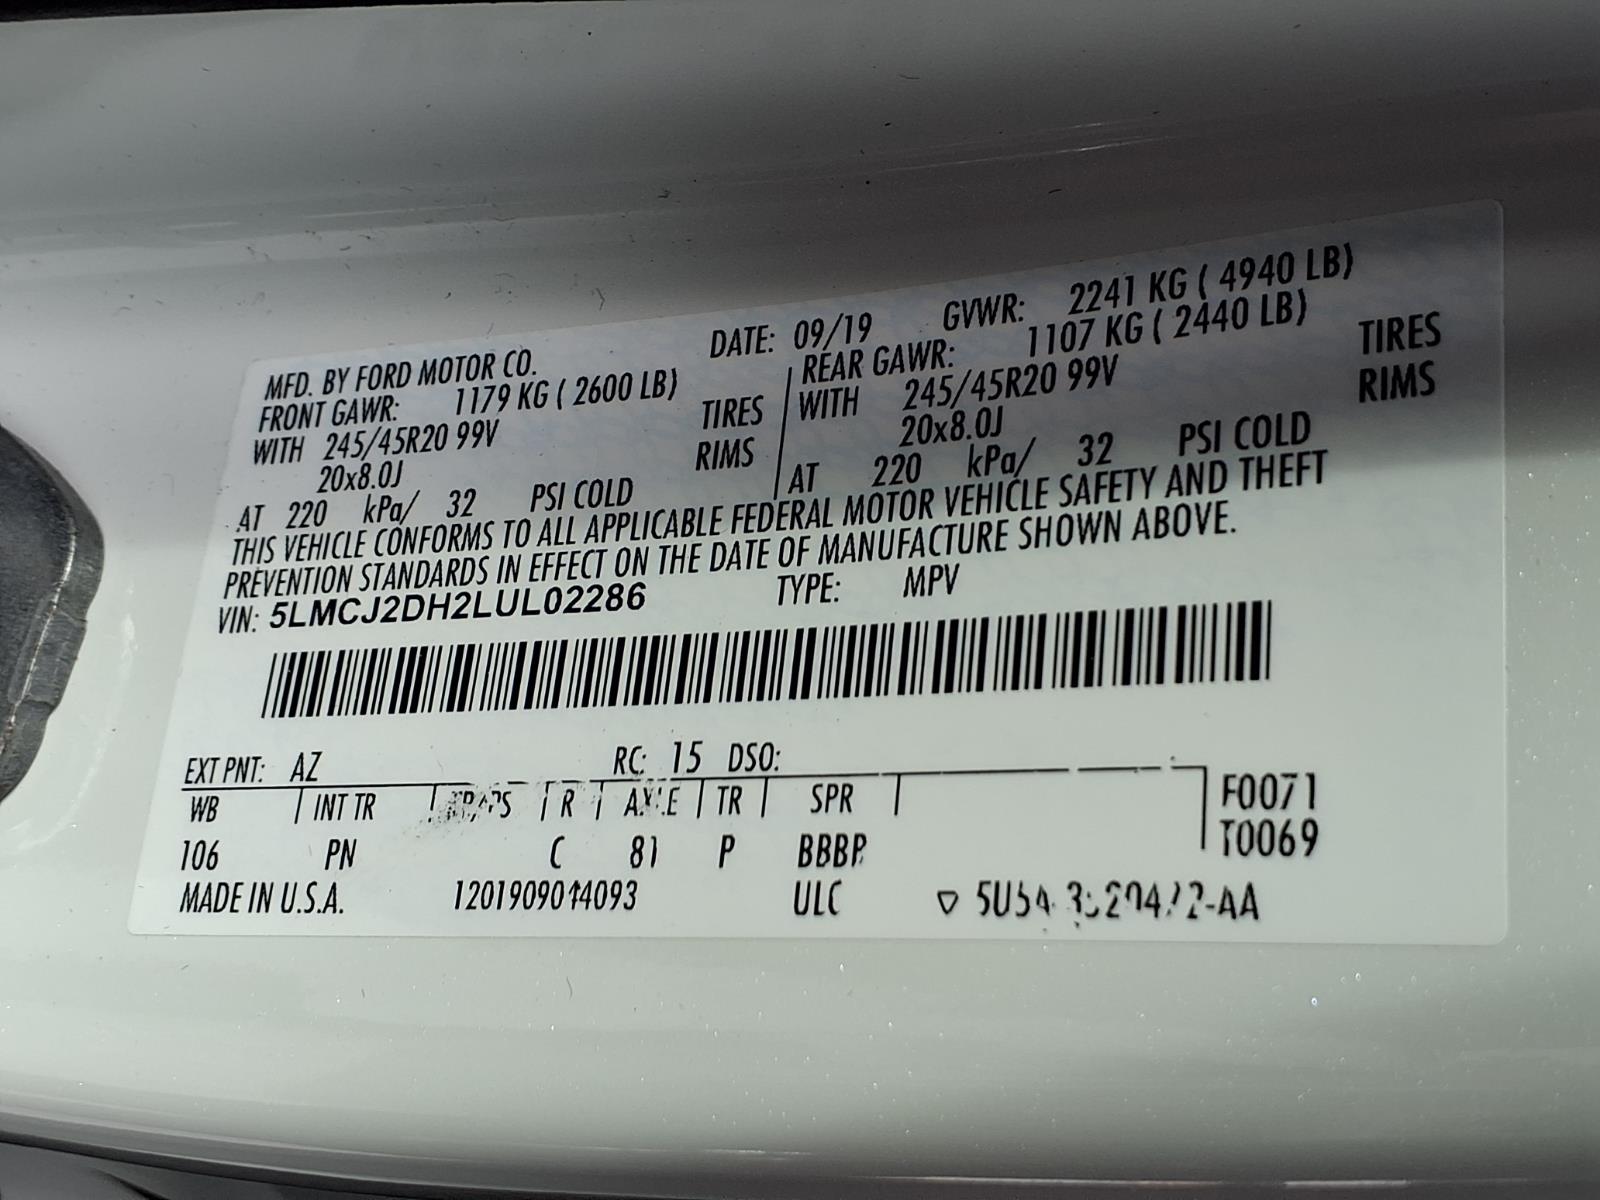 MFD. BY FORD MOTOR CO. DATE: 09/19 GVWR: 2241 KG ( 4940 LB)
FRONT GAWR: 1179 KG ( 2600 LB) REAR GAWR: 1107 KG ( 2440 LB)
WITH 245/45R20 99V TIRES WITH 245/45R20 99V TIRES
20x8.0J RIMS 20x8.0J RIMS
AT 220 kPa/ 32 PSI COLD AT 220 kPa/ 32 PSI COLD
THIS VEHICLE CONFORMS TO ALL APPLICABLE FEDERAL MOTOR VEHICLE SAFETY AND THEFT
PREVENTION STANDARDS IN EFFECT ON THE DATE OF MANUFACTURE SHOWN ABOVE.
VIN: 5LMCJ2DH2LUL02286 TYPE: MPV
EXT PNT: AZ RC: 15 DSO:
WB INT TR R AXLE TR SPR F0071
106 PN C 81 P BBBP T0069
MADE IN U.S.A. ULC